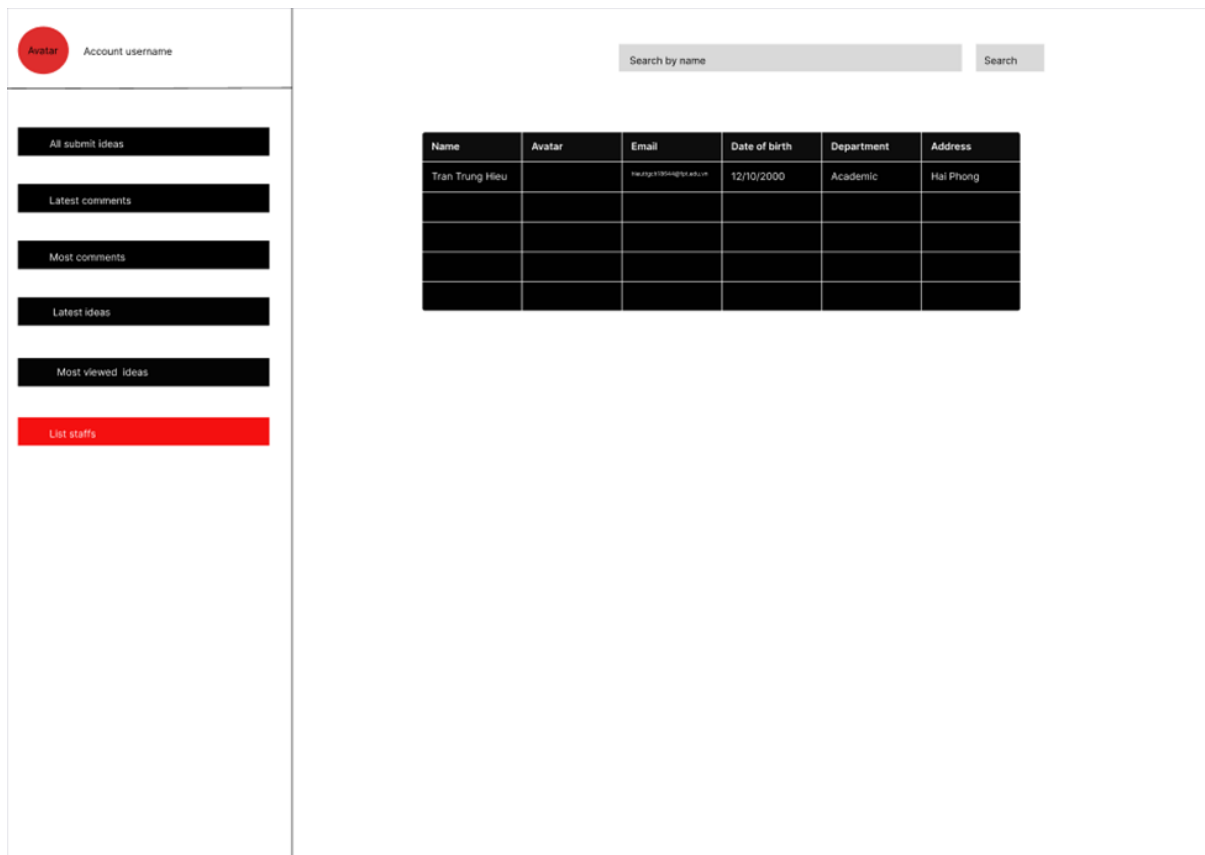 Avatar
Account username
Search by name
Search
All submit ideas
Latest comments
Most comments
Latest ideas
Most viewed ideas
List staffs
Name Avatar Email Date of birth Department Address
Tran Trung Hieu 12/10/2000 Academic Hai Phong